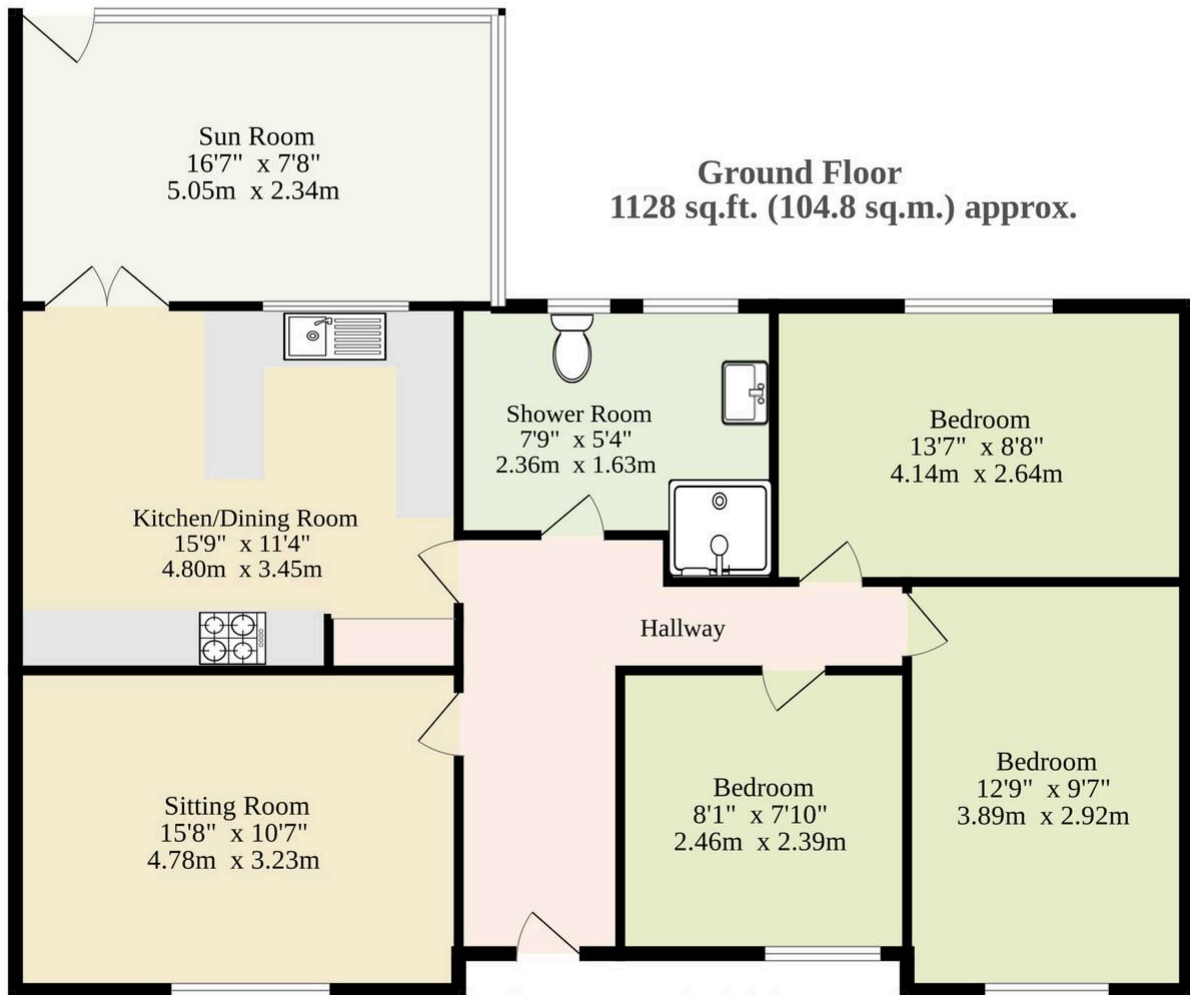 Sun Room
16'7" x 7'8"
5.05m x 2.34m
Ground Floor
1128 sq.ft. (104.8 sq.m.) approx.
Shower Room
7'9" x 5'4"
2.36m x 1.63m
Bedroom
13'7" x 8'8"
4.14m x 2.64m
Kitchen/Dining Room
15'9" x 11'4"
4.80m x 3.45m
Hallway
Sitting Room
15'8" x 10'7"
4.78m x 3.23m
Bedroom
8'1" x 7'10"
2.46m x 2.39m
Bedroom
12'9" x 9'7"
3.89m x 2.92m